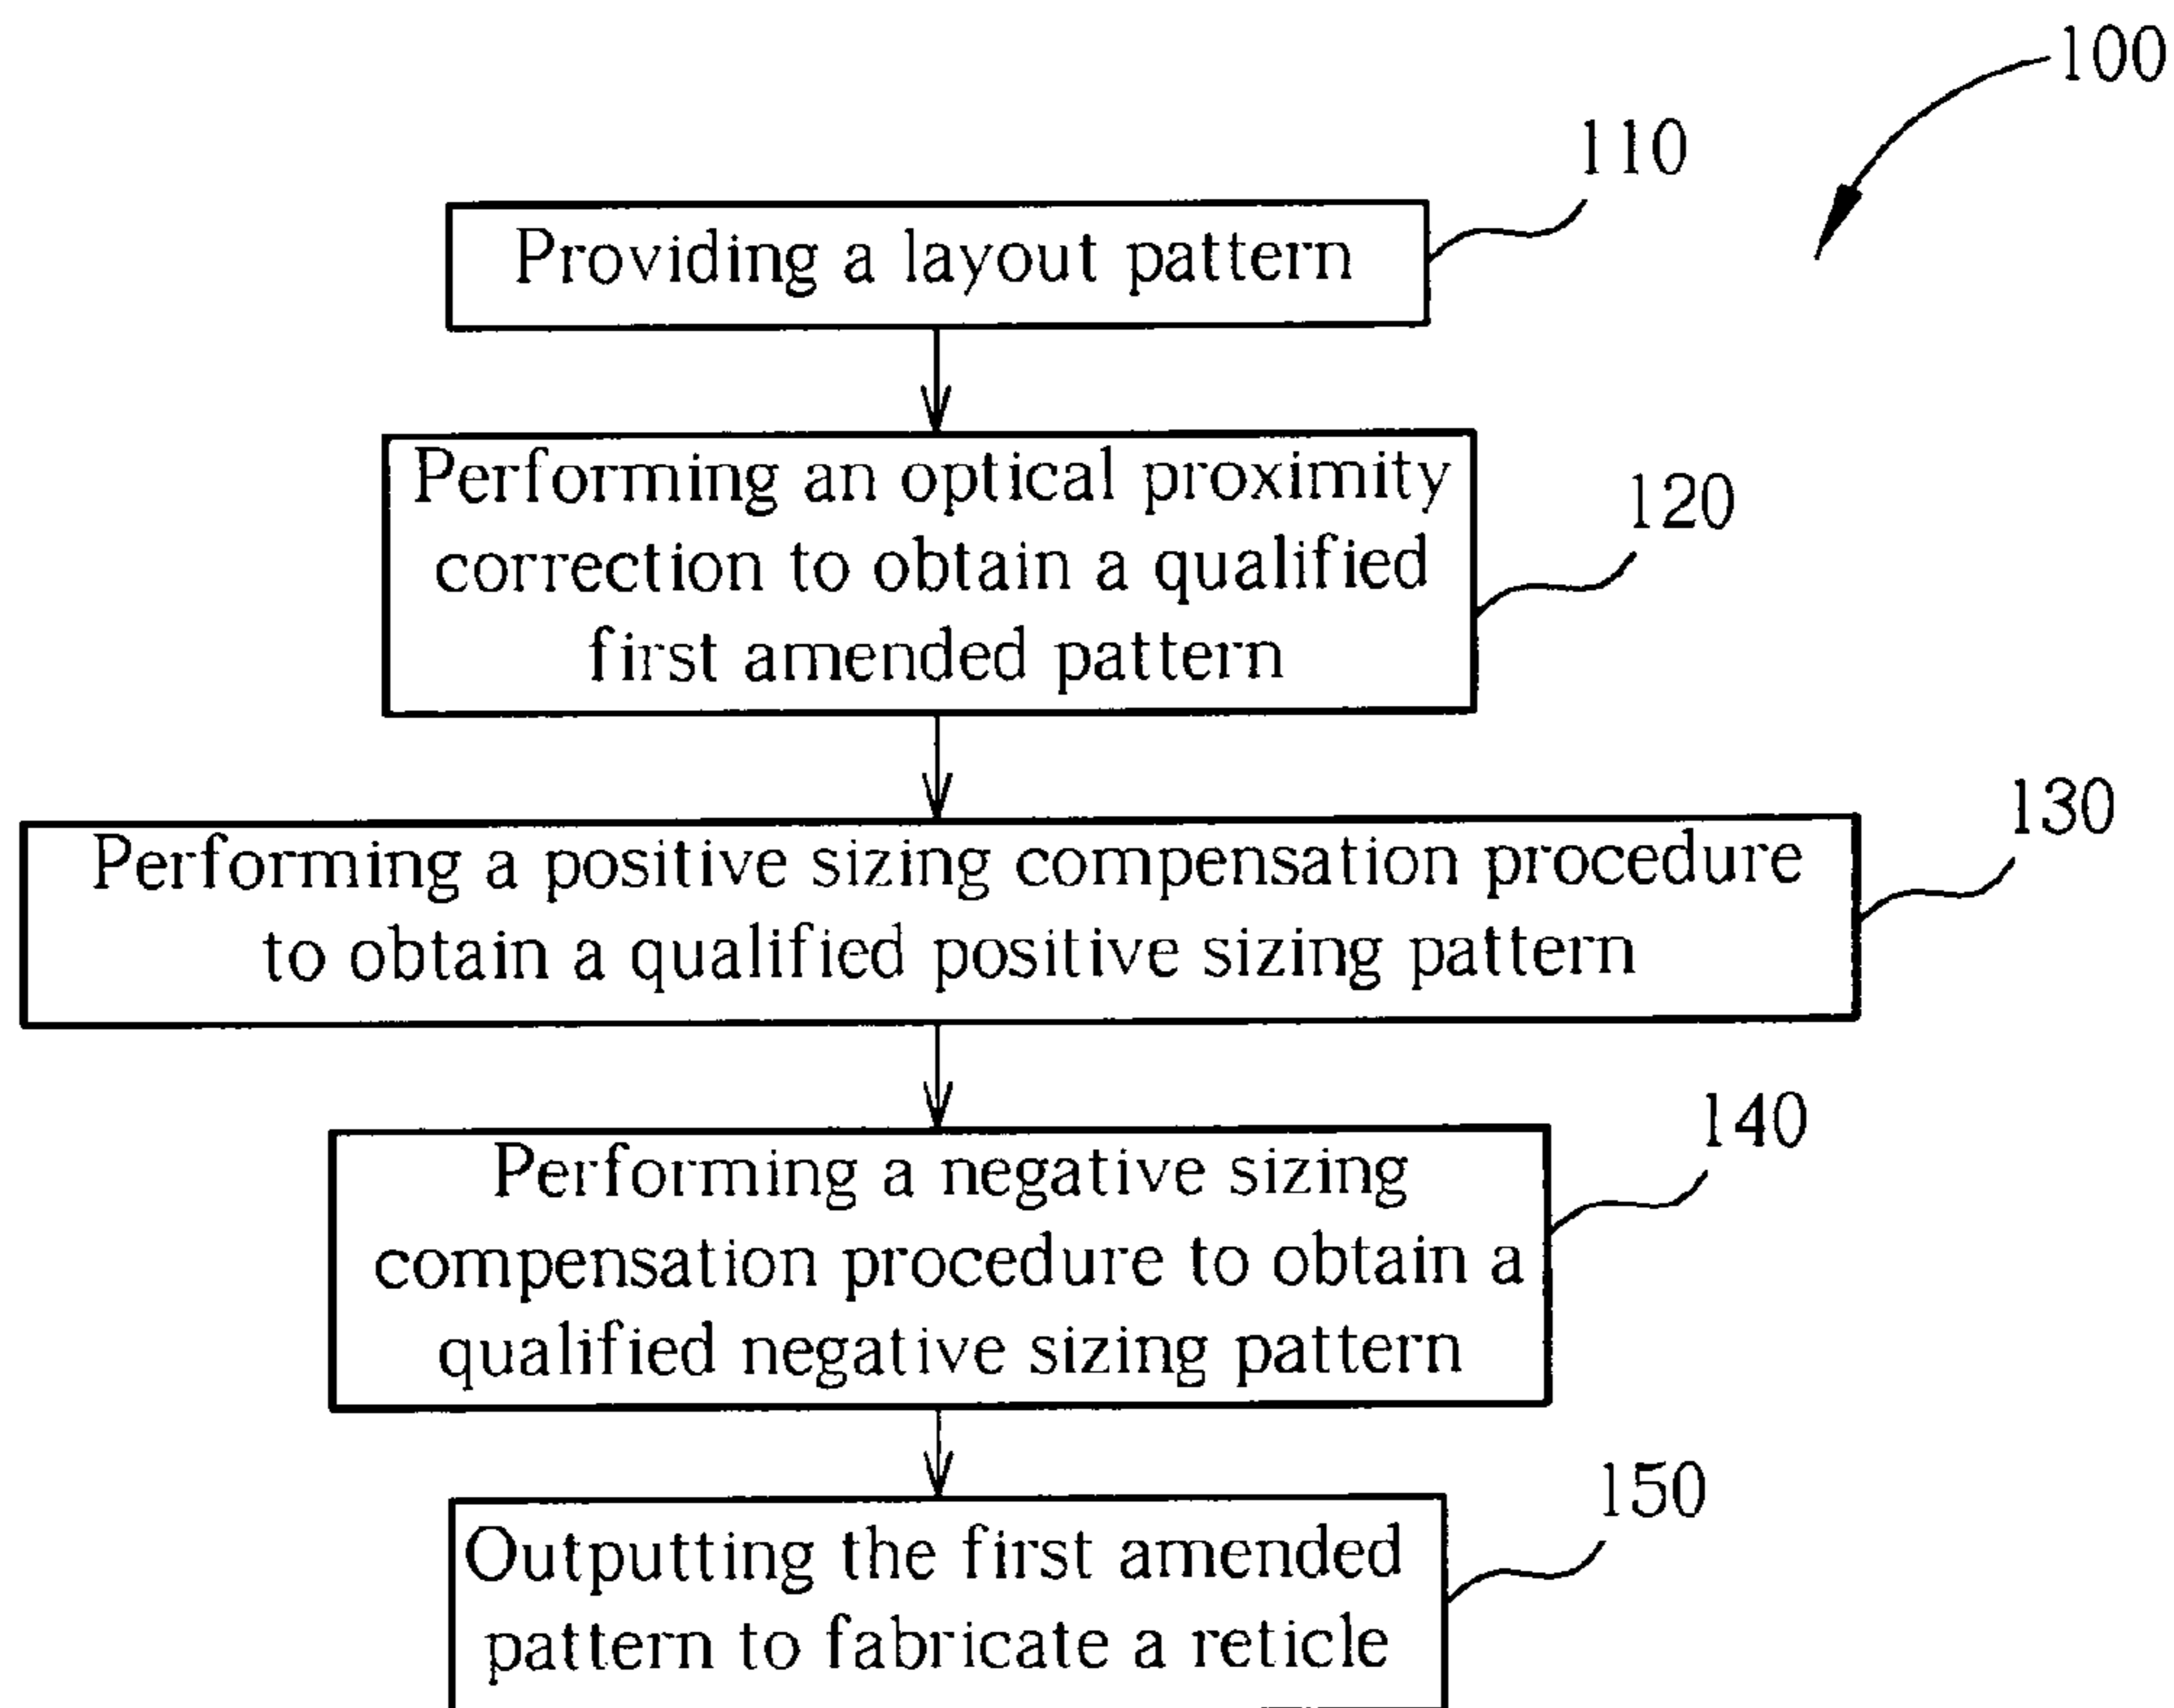 100
110
Providing a layout pattern
120
Performing an optical proximity
correction to obtain a qualified
first amended pattern
130
Performing a positive sizing compensation procedure
to obtain a qualified positive sizing pattern
140
Performing a negative sizing
compensation procedure to obtain a
qualified negative sizing pattern
150
Outputting the first amended
pattern to fabricate a reticle